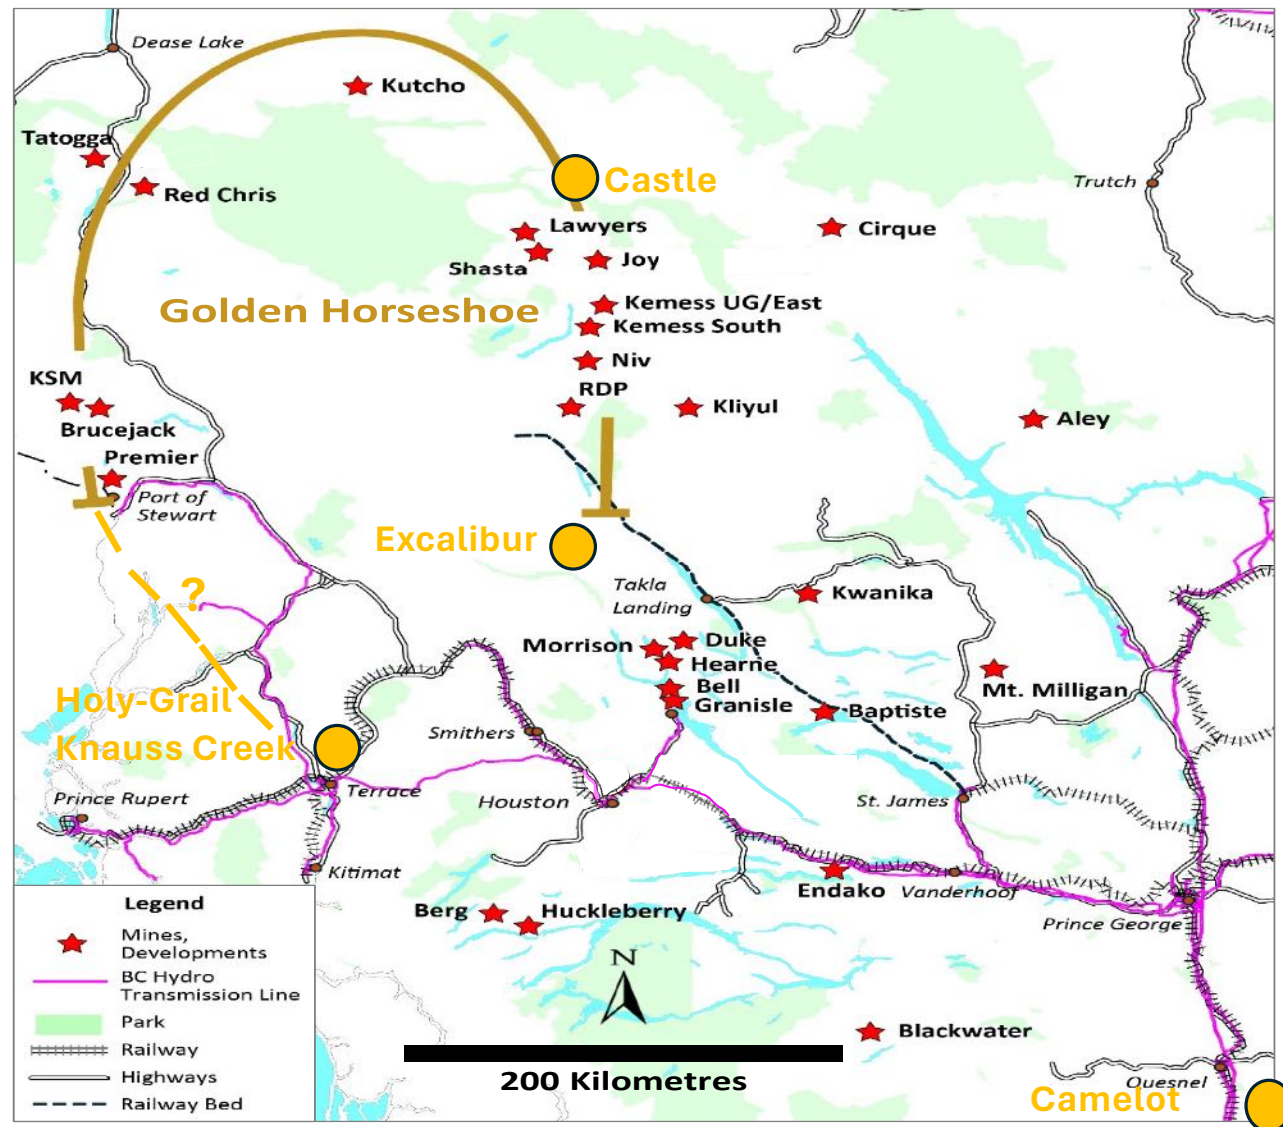 Dease Lake
Kutcho
Tatogga
Red Chris
Castle
Trutch
Lawyers
Cirque
Shasta
Joy
Golden Horseshoe
Kemess UG/East
Kemess South
Niv
KSM
RDP
Kliyul
Aley
Brucejack
Premier
Port of
Stewart
Excalibur
Takla
Landing
Kwanika
?
Morrison
Duke
Hearne
Bell
Granisle
Mt. Milligan
Baptiste
Holy-Grail
Knauss Creek
Smithers
Prince Rupert
Terrace
Houston
St. James
Kitimat
Endako
Vanderhoof
Berg
Huckleberry
Prince George
N
Blackwater
200 Kilometres
Quesnel
Camelot
Legend
Mines,
Developments
BC Hydro
Transmission Line
Park
Railway
Highways
Railway Bed